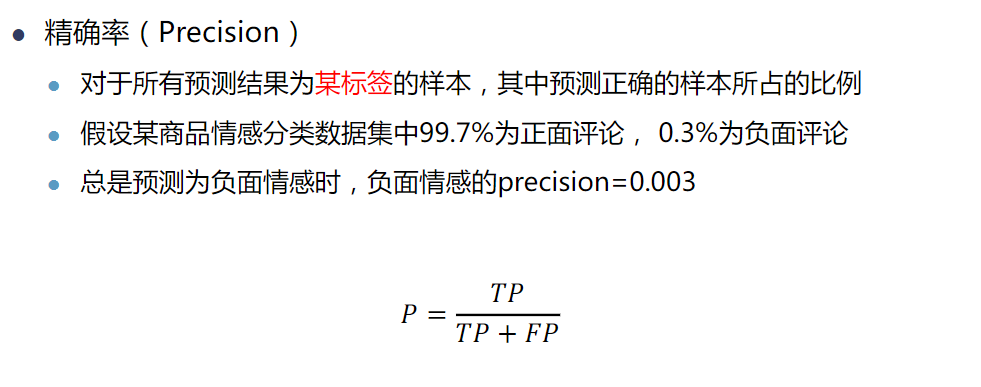 精确率（Precision）
对于所有预测结果为某标签的样本，其中预测正确的样本所占的比例
假设某商品情感分类数据集中99.7%为正面评论， 0.3%为负面评论
总是预测为负面情感时，负面情感的precision=0.003
P = TP / (TP + FP)